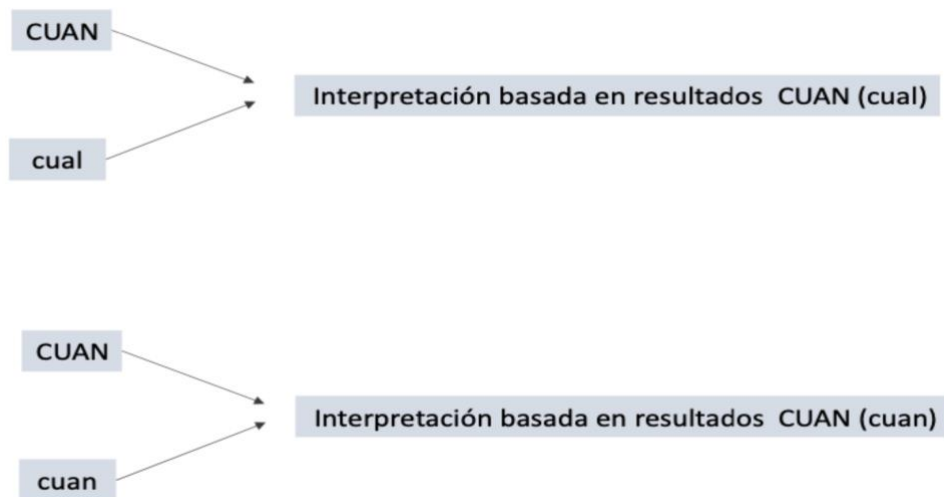 CUAN
Interpretación basada en resultados CUAN (cual)
cual
CUAN
Interpretación basada en resultados CUAN (cuan)
cuan